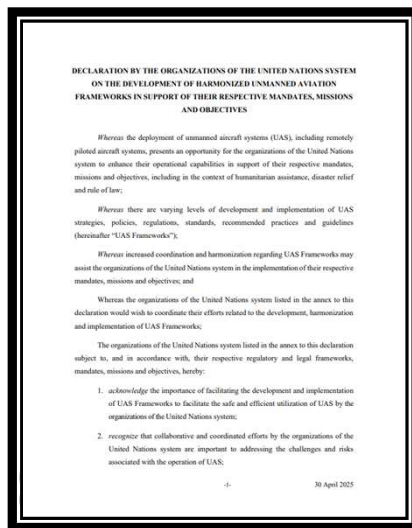 DECLARATION BY THE ORGANIZATIONS OF THE UNITED NATIONS SYSTEM
ON THE DEVELOPMENT OF HARMONIZED UNMANNED AVIATION
FRAMEWORKS IN SUPPORT OF THEIR RESPECTIVE MANDATES, MISSIONS
AND OBJECTIVES
Whereas the deployment of unmanned aircraft systems (UAS), including remotely
piloted aircraft systems, presents an opportunity for the organizations of the United Nations
system to enhance their operational capabilities in support of their respective mandates,
missions and objectives, including in the context of humanitarian assistance, disaster relief
and rule of law;
Whereas there are varying levels of development and implementation of UAS
strategies, policies, regulations, standards, recommended practices and guidelines
(hereinafter “UAS Frameworks”);
Whereas increased coordination and harmonization regarding UAS Frameworks may
assist the organizations of the United Nations system in the implementation of their respective
mandates, missions and objectives; and
Whereas the organizations of the United Nations system listed in the annex to this
declaration would wish to coordinate their efforts related to the development, harmonization
and implementation of UAS Frameworks;
The organizations of the United Nations system listed in the annex to this declaration
subject to, and in accordance with, their respective regulatory and legal frameworks,
mandates, missions and objectives, hereby:
1. acknowledge the importance of facilitating the development and implementation
of UAS Frameworks to facilitate the safe and efficient utilization of UAS by the
organizations of the United Nations system;
2. recognize that collaborative and coordinated efforts by the organizations of the
United Nations system are important to addressing the challenges and risks
associated with the operation of UAS;
-1- 30 April 2025